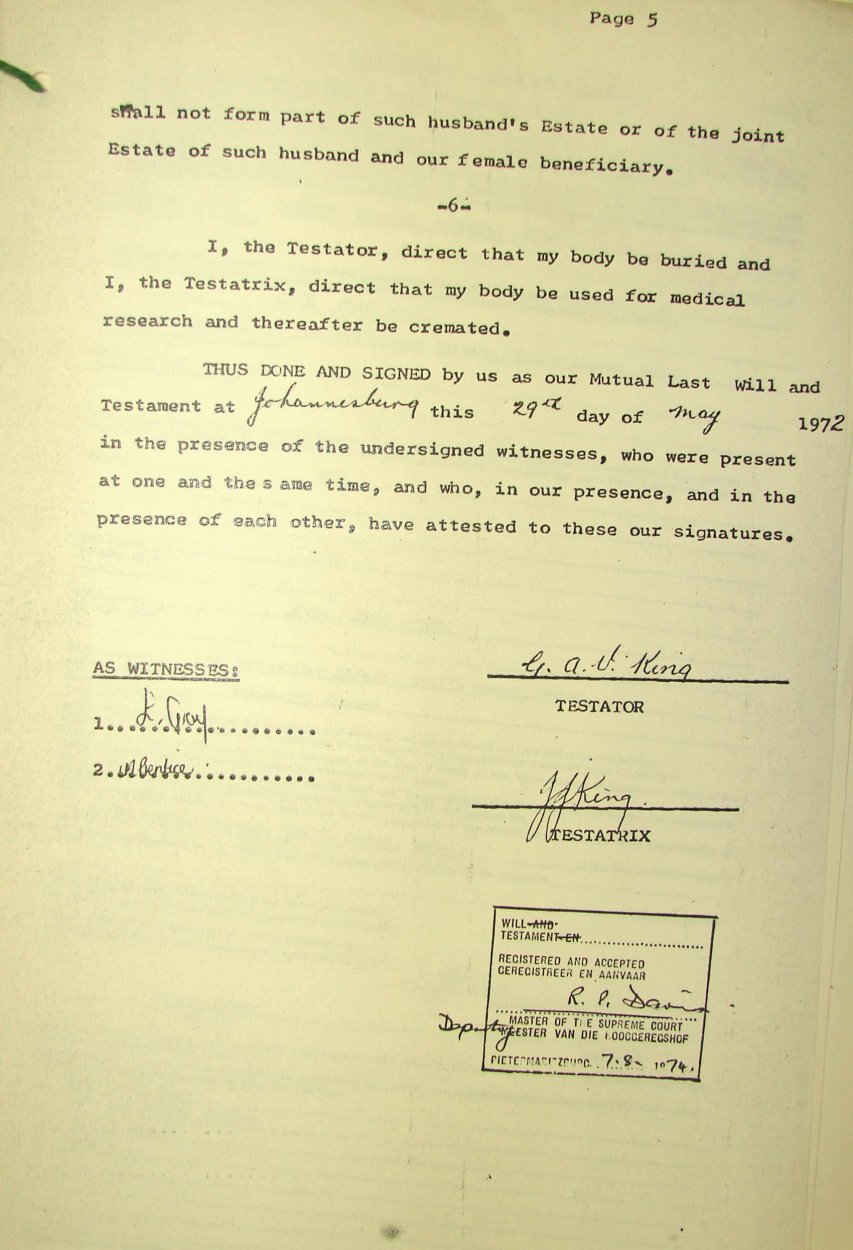 Page 5
shall not form part of such husband's Estate or of the joint
Estate of such husband and our female beneficiary.
-6-
I, the Testator, direct that my body be buried and
I, the Testatrix, direct that my body be used for medical
research and thereafter be cremated.
THUS DONE AND SIGNED by us as our Mutual Last Will and
Testament at Johannesburg this 29th day of May 1972
in the presence of the undersigned witnesses, who were present
at one and the s ame time, and who, in our presence, and in the
presence of each other, have attested to these our signatures.
G. A. V. King
AS WITNESSES:
TESTATOR
1.
2.
JJKing.
TESTATRIX
WILL AND
TESTAMENT EN
REGISTERED AND ACCEPTED
GEREGISTREER EN AANVAAR
R. P. Davis
MASTER OF THE SUPREME COURT
Deputy MEESTER VAN DIE HOOGGEREGSHOF
PIETERMARITZBURG. 7.8- 1974.